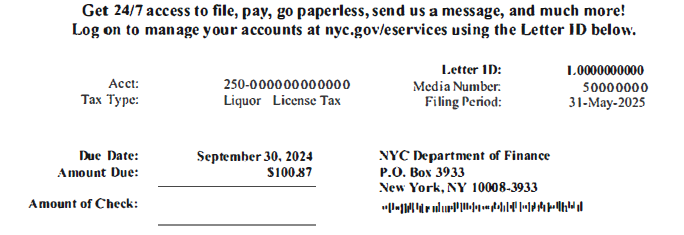 Get 24/7 access to file, pay, go paperless, send us a message, and much more!
Log on to manage your accounts at nyc.gov/eservices using the Letter ID below.
Letter ID: L0000000000
Acct: 250-000000000000 Media Number: 50000000
Tax Type: Liquor License Tax Filing Period: 31-May-2025
Due Date: September 30, 2024 NYC Department of Finance
Amount Due: $100.87 P.O. Box 3933
New York, NY 10008-3933
Amount of Check: